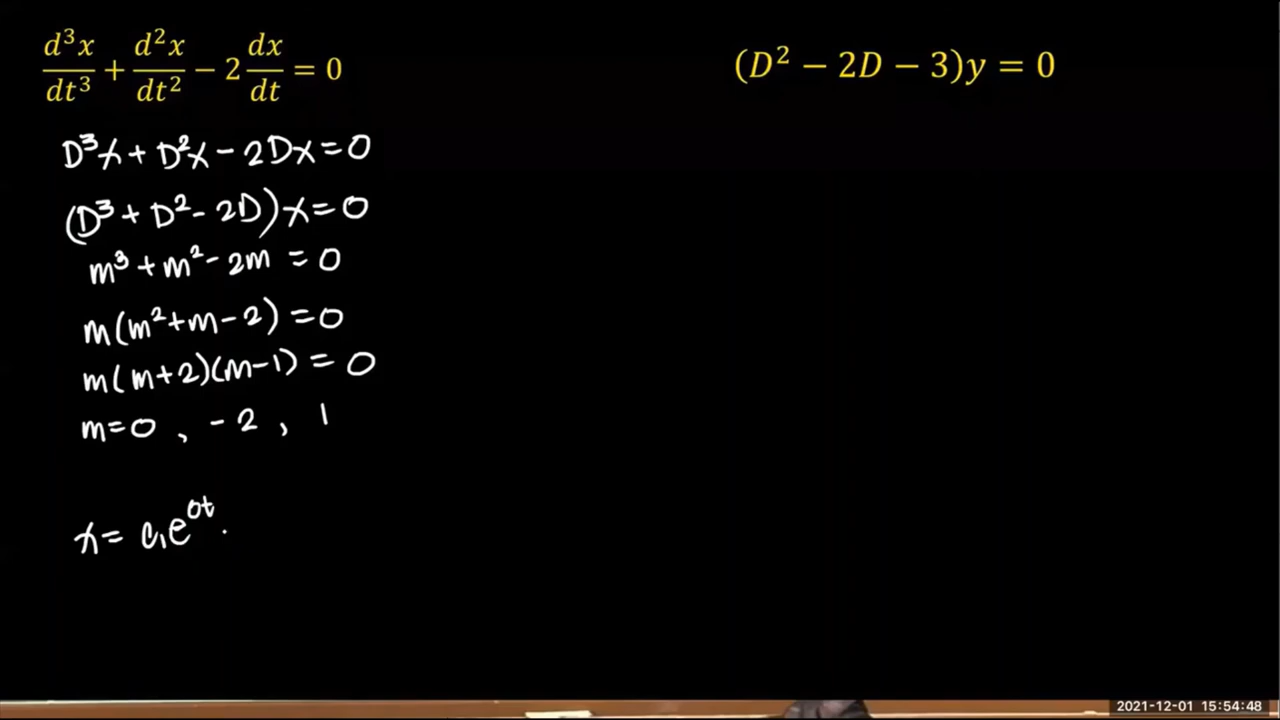 d³x/dt³ + d²x/dt² − 2 dx/dt = 0
D³x + D²x − 2Dx = 0
(D³ + D² − 2D)x = 0
m³ + m² − 2m = 0
m(m² + m − 2) = 0
m(m + 2)(m − 1) = 0
m = 0 , − 2 , 1
x = c₁e^0t
(D² − 2D − 3)y = 0
2021-12-01 15:54:48